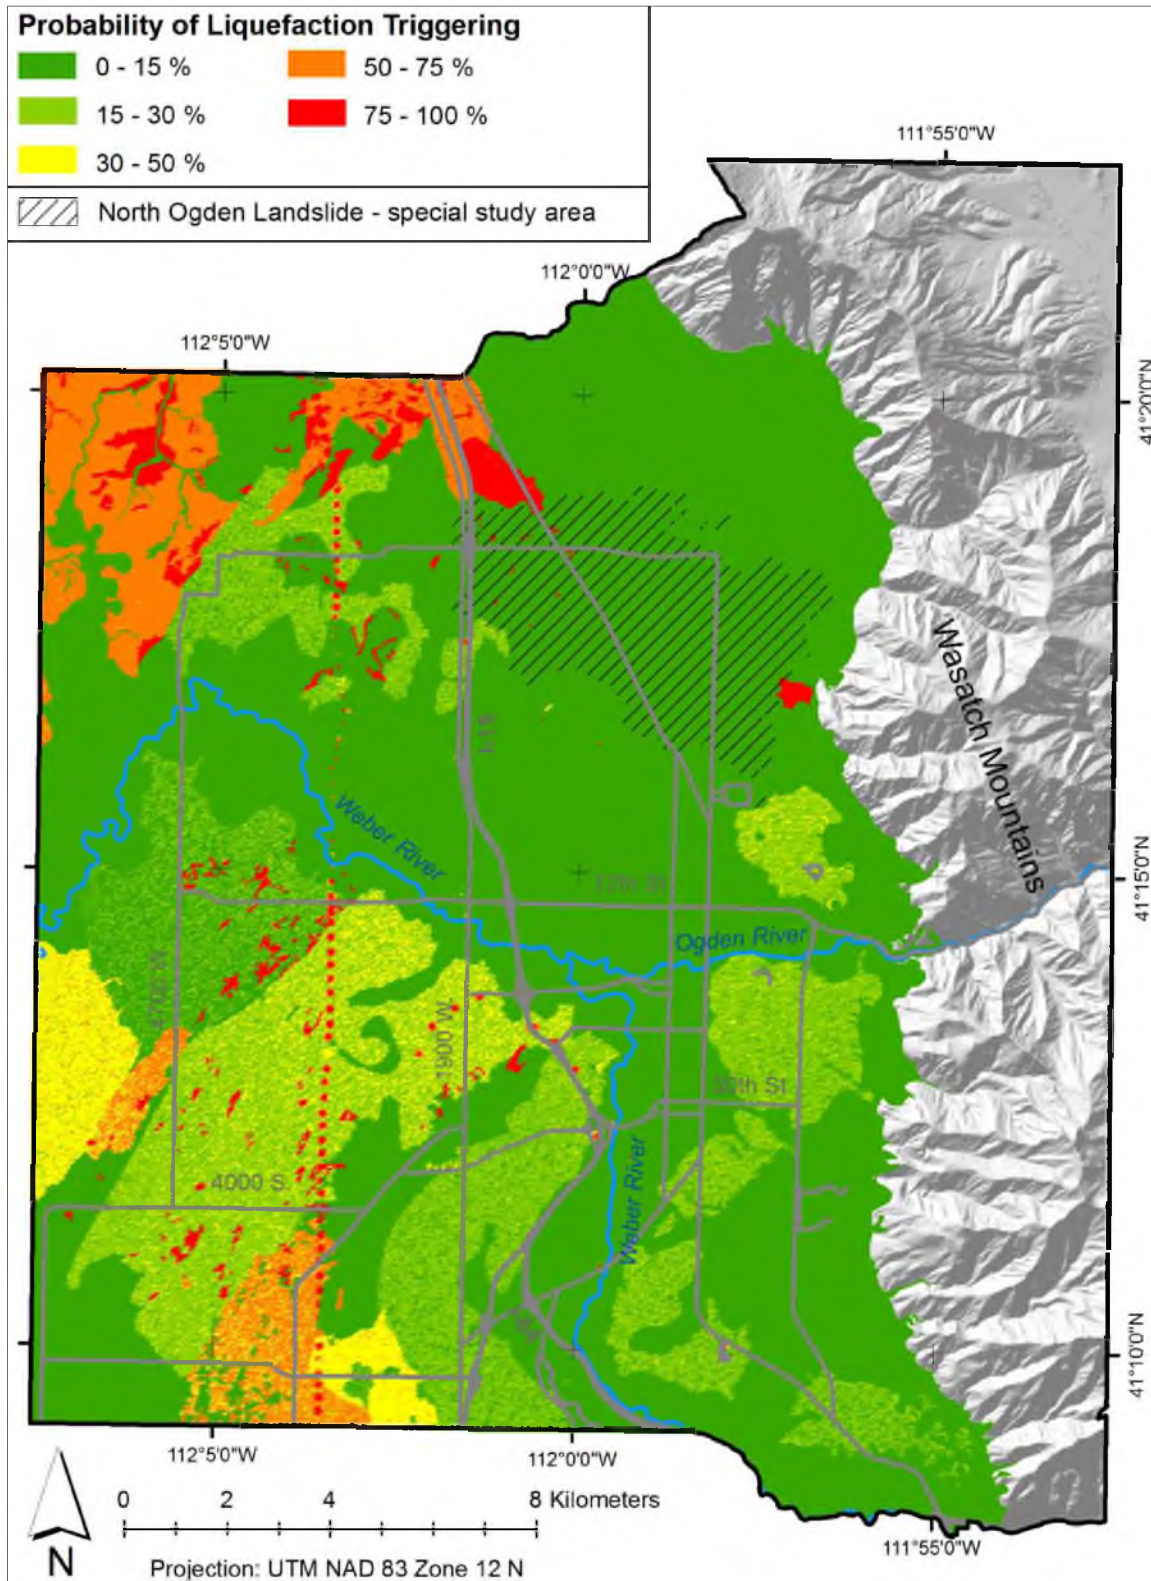 Probability of Liquefaction Triggering
0 - 15 %
50 - 75 %
15 - 30 %
75 - 100 %
30 - 50 %
North Ogden Landslide - special study area
111°55'0"W
112°0'0"W
112°5'0"W
41°20'0"N
Wasatch Mountains
I-15
Weber River
12th St
41°15'0"N
Ogden River
4700 W
1900 W
30th St
4000 S.
Weber River
41°10'0"N
112°5'0"W
112°0'0"W
111°55'0"W
0 2 4 8 Kilometers
N
Projection: UTM NAD 83 Zone 12 N